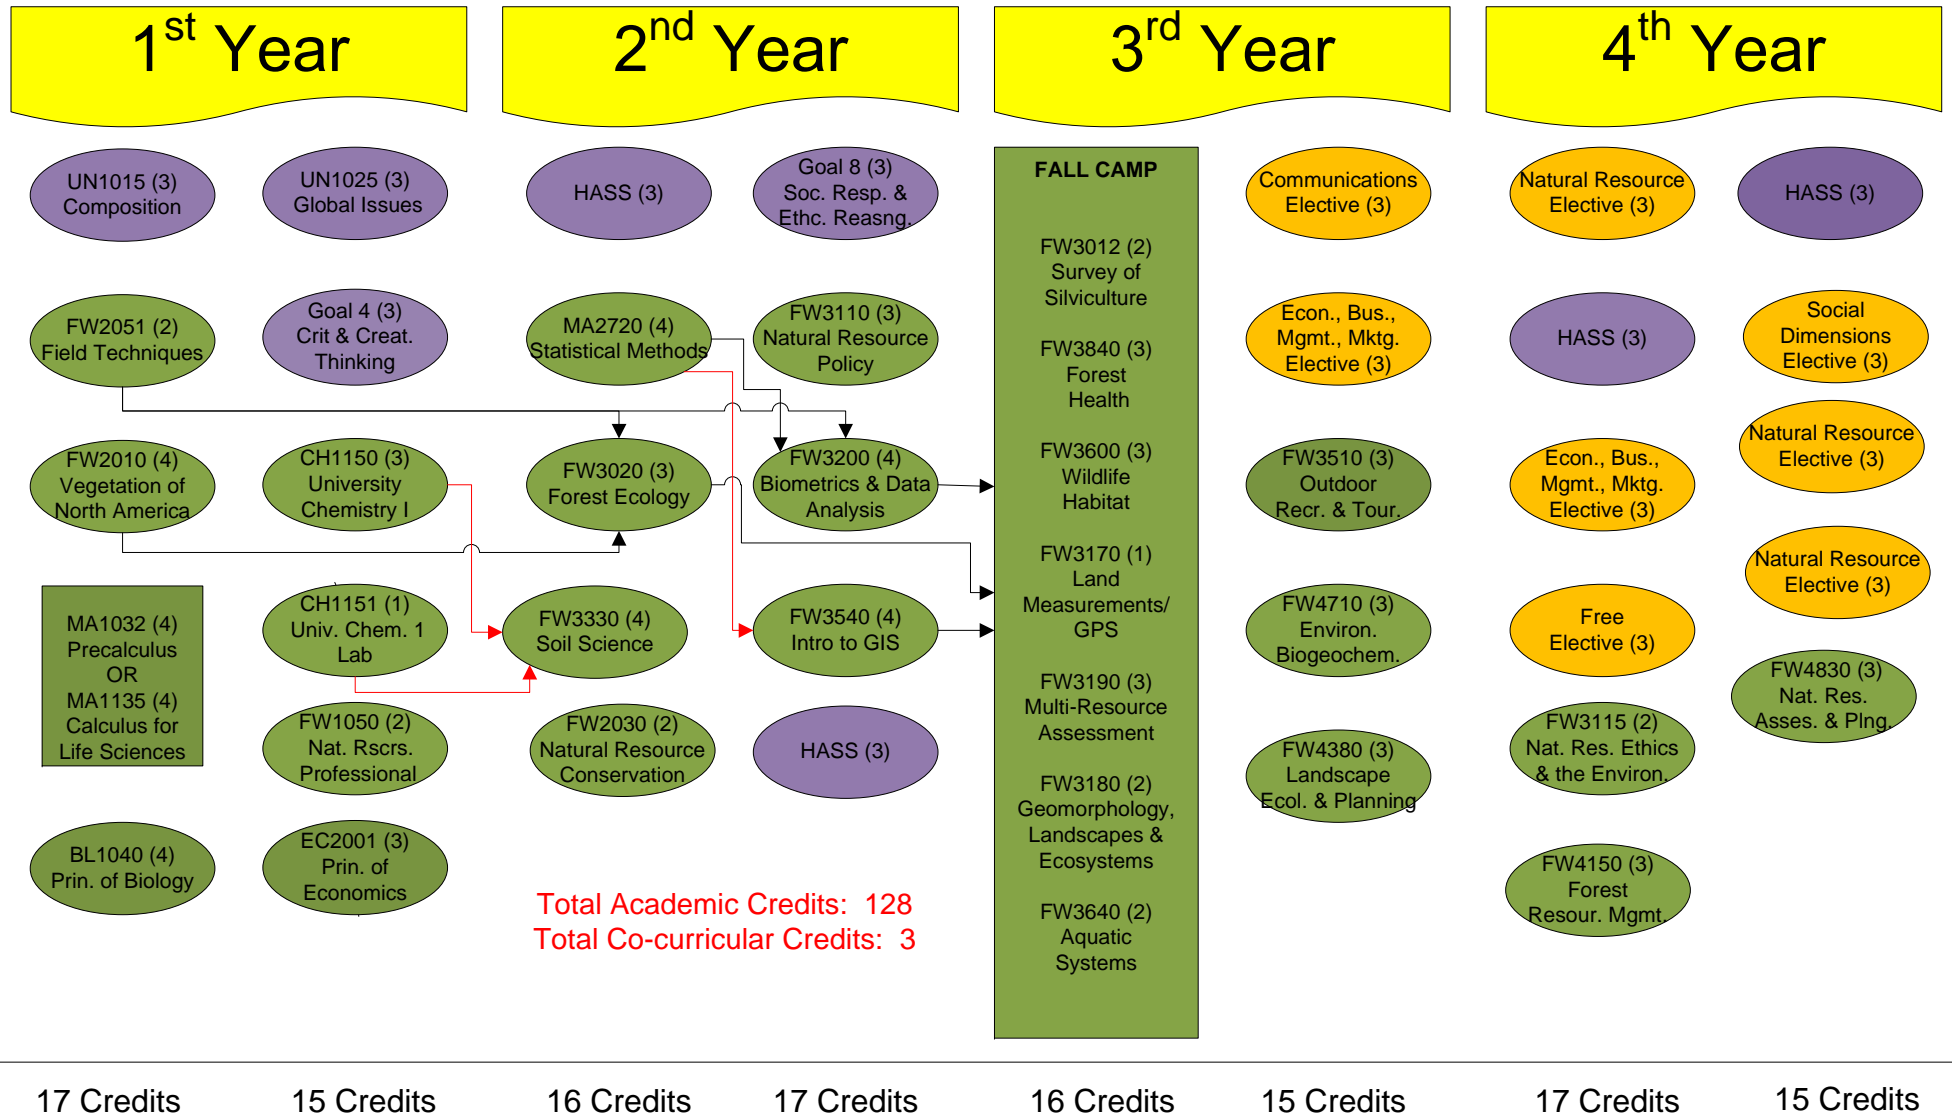 1st Year
2nd Year
3rd Year
4th Year
UN1015 (3)
Composition
FW2051 (2)
Field Techniques
FW2010 (4)
Vegetation of
North America
MA1032 (4)
Precalculus
OR
MA1135 (4)
Calculus for
Life Sciences
BL1040 (4)
Prin. of Biology
UN1025 (3)
Global Issues
Goal 4 (3)
Crit & Creat.
Thinking
CH1150 (3)
University
Chemistry I
CH1151 (1)
Univ. Chem. 1
Lab
FW1050 (2)
Nat. Rscrs.
Professional
EC2001 (3)
Prin. of
Economics
HASS (3)
MA2720 (4)
Statistical Methods
FW3020 (3)
Forest Ecology
FW3330 (4)
Soil Science
FW2030 (2)
Natural Resource
Conservation
Goal 8 (3)
Soc. Resp. &
Ethc. Reasng.
FW3110 (3)
Natural Resource
Policy
FW3200 (4)
Biometrics & Data
Analysis
FW3540 (4)
Intro to GIS
HASS (3)
Total Academic Credits:  128
Total Co-curricular Credits:  3
FALL CAMP
FW3012 (2)
Survey of
Silviculture
FW3840 (3)
Forest
Health
FW3600 (3)
Wildlife
Habitat
FW3170 (1)
Land
Measurements/
GPS
FW3190 (3)
Multi-Resource
Assessment
FW3180 (2)
Geomorphology,
Landscapes &
Ecosystems
FW3640 (2)
Aquatic
Systems
Communications
Elective (3)
Econ., Bus.,
Mgmt., Mktg.
Elective (3)
FW3510 (3)
Outdoor
Recr. & Tour.
FW4710 (3)
Environ.
Biogeochem.
FW4380 (3)
Landscape
Ecol. & Planning
Natural Resource
Elective (3)
HASS (3)
Econ., Bus.,
Mgmt., Mktg.
Elective (3)
Free
Elective (3)
FW3115 (2)
Nat. Res. Ethics
& the Environ.
FW4150 (3)
Forest
Resour. Mgmt.
HASS (3)
Social
Dimensions
Elective (3)
Natural Resource
Elective (3)
Natural Resource
Elective (3)
FW4830 (3)
Nat. Res.
Asses. & Plng.
17 Credits
15 Credits
16 Credits
17 Credits
16 Credits
15 Credits
17 Credits
15 Credits